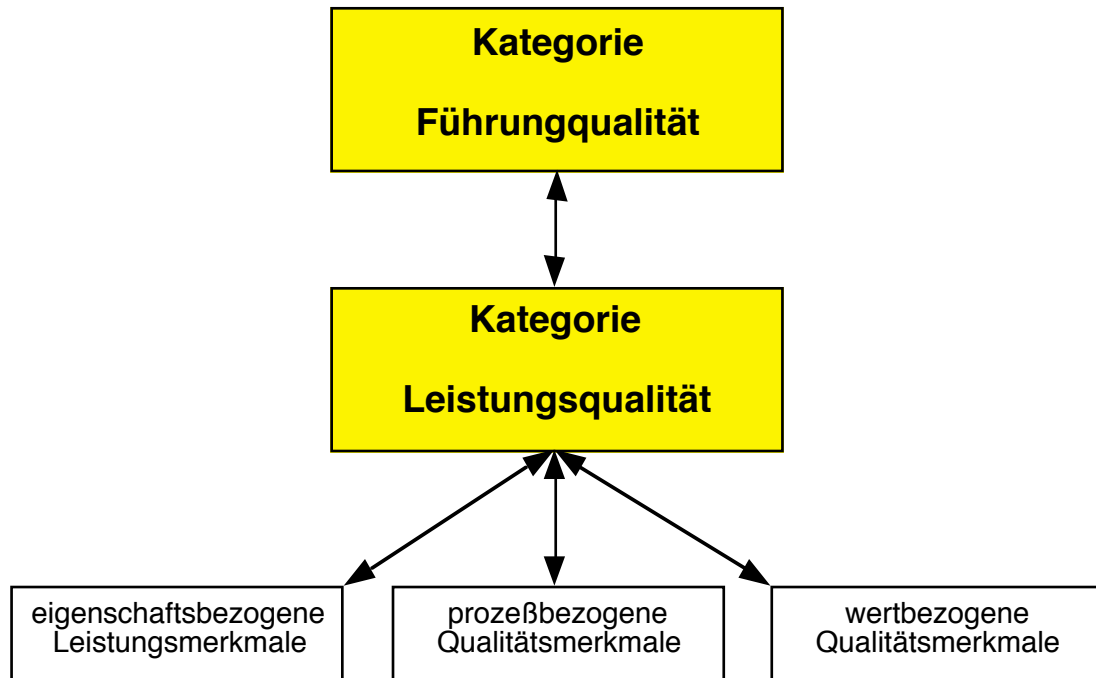 Kategorie
Führungqualität
Kategorie
Leistungsqualität
eigenschaftsbezogene
Leistungsmerkmale
prozeßbezogene
Qualitätsmerkmale
wertbezogene
Qualitätsmerkmale